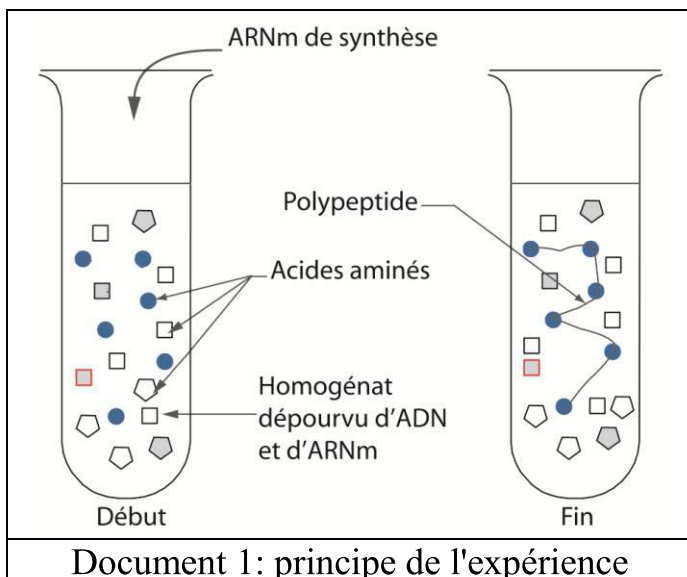 ARNm de synthèse
Polypeptide
Acides aminés
Homogénat
dépourvu d'ADN
et d'ARNm
Début
Fin
Document 1: principe de l'expérience